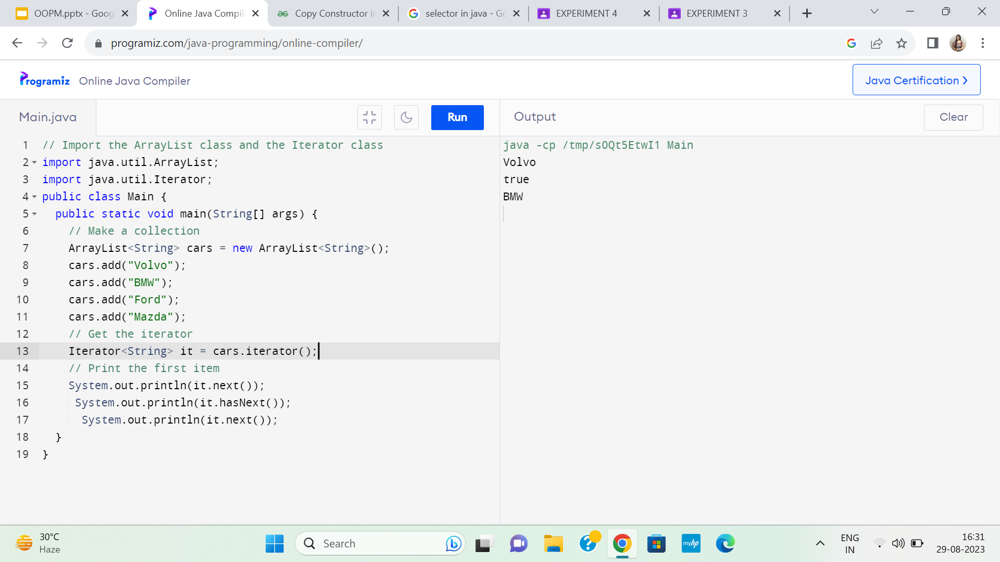 OOPM.pptx - Goog
Online Java Compil
Copy Constructor in
selector in java - Go
EXPERIMENT 4
EXPERIMENT 3
programiz.com/java-programming/online-compiler/
Programiz Online Java Compiler
Java Certification ›
Main.java
Run
Output
Clear
1 // Import the ArrayList class and the Iterator class
2 import java.util.ArrayList;
3 import java.util.Iterator;
4 public class Main {
5 public static void main(String[] args) {
6 // Make a collection
7 ArrayList<String> cars = new ArrayList<String>();
8 cars.add("Volvo");
9 cars.add("BMW");
10 cars.add("Ford");
11 cars.add("Mazda");
12 // Get the iterator
13 Iterator<String> it = cars.iterator();
14 // Print the first item
15 System.out.println(it.next());
16 System.out.println(it.hasNext());
17 System.out.println(it.next());
18 }
19 }
java -cp /tmp/sOQt5EtwI1 Main
Volvo
true
BMW
30°C
Haze
Search
myhp
ENG
IN
16:31
29-08-2023